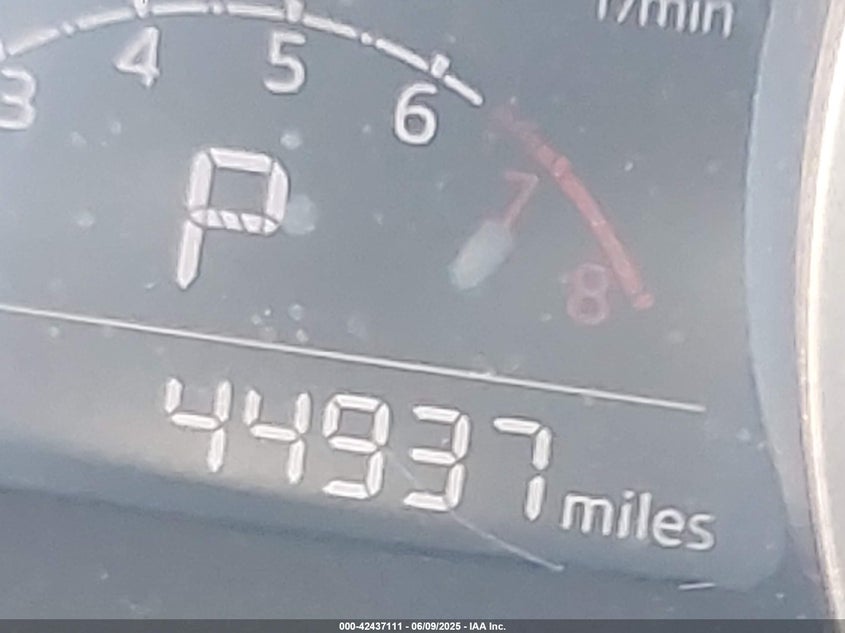 r/min
3 4 5 6 7 8
P
44937 miles
000-42437111 - 06/09/2025 - IAA Inc.